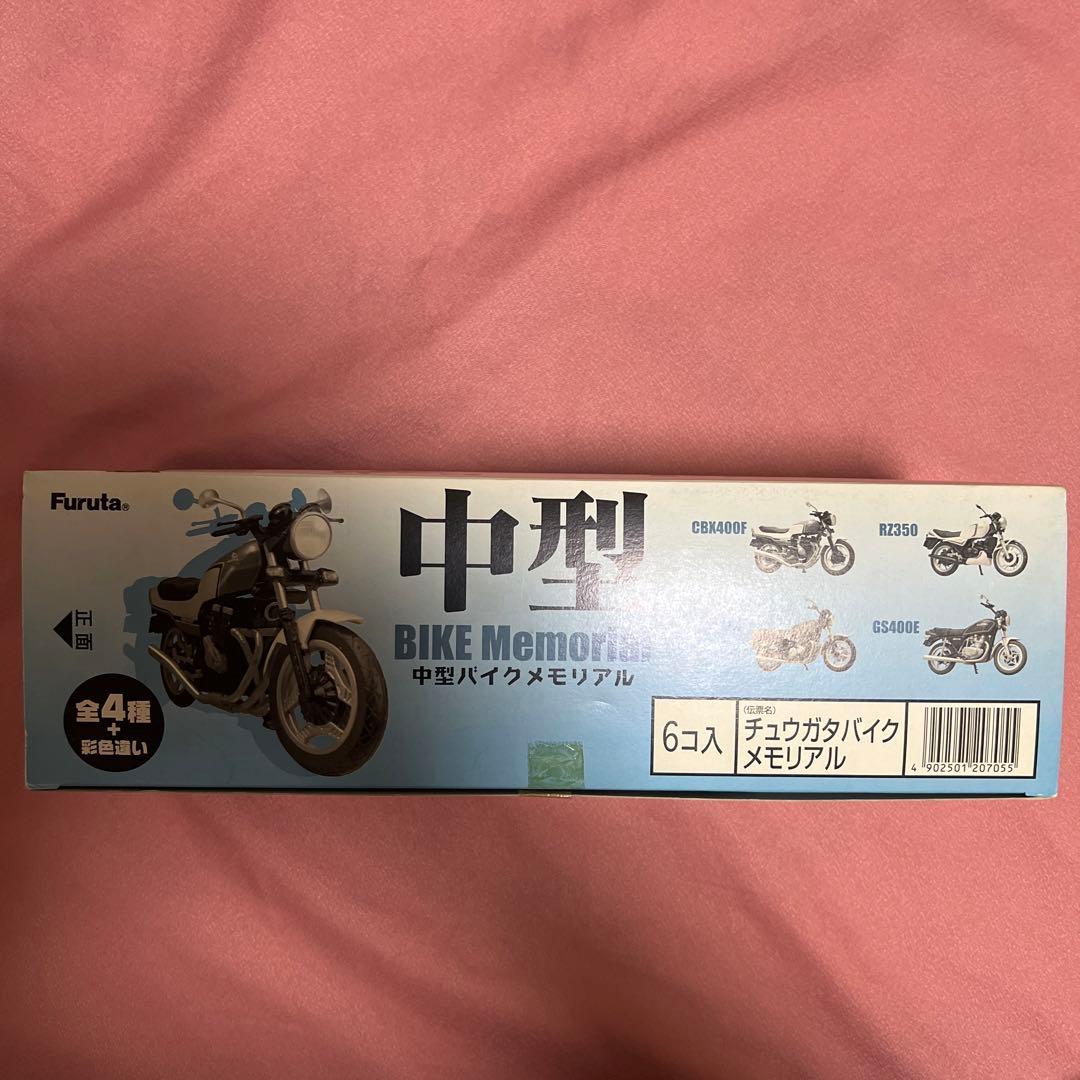 Furuta®
正面
全4種
+
彩色違い
中型
BIKE Memorial
中型バイクメモリアル
CBX400F
RZ350
GS400E
6コ入
(伝票名)
チュウガタバイク
メモリアル
4 902501 207055